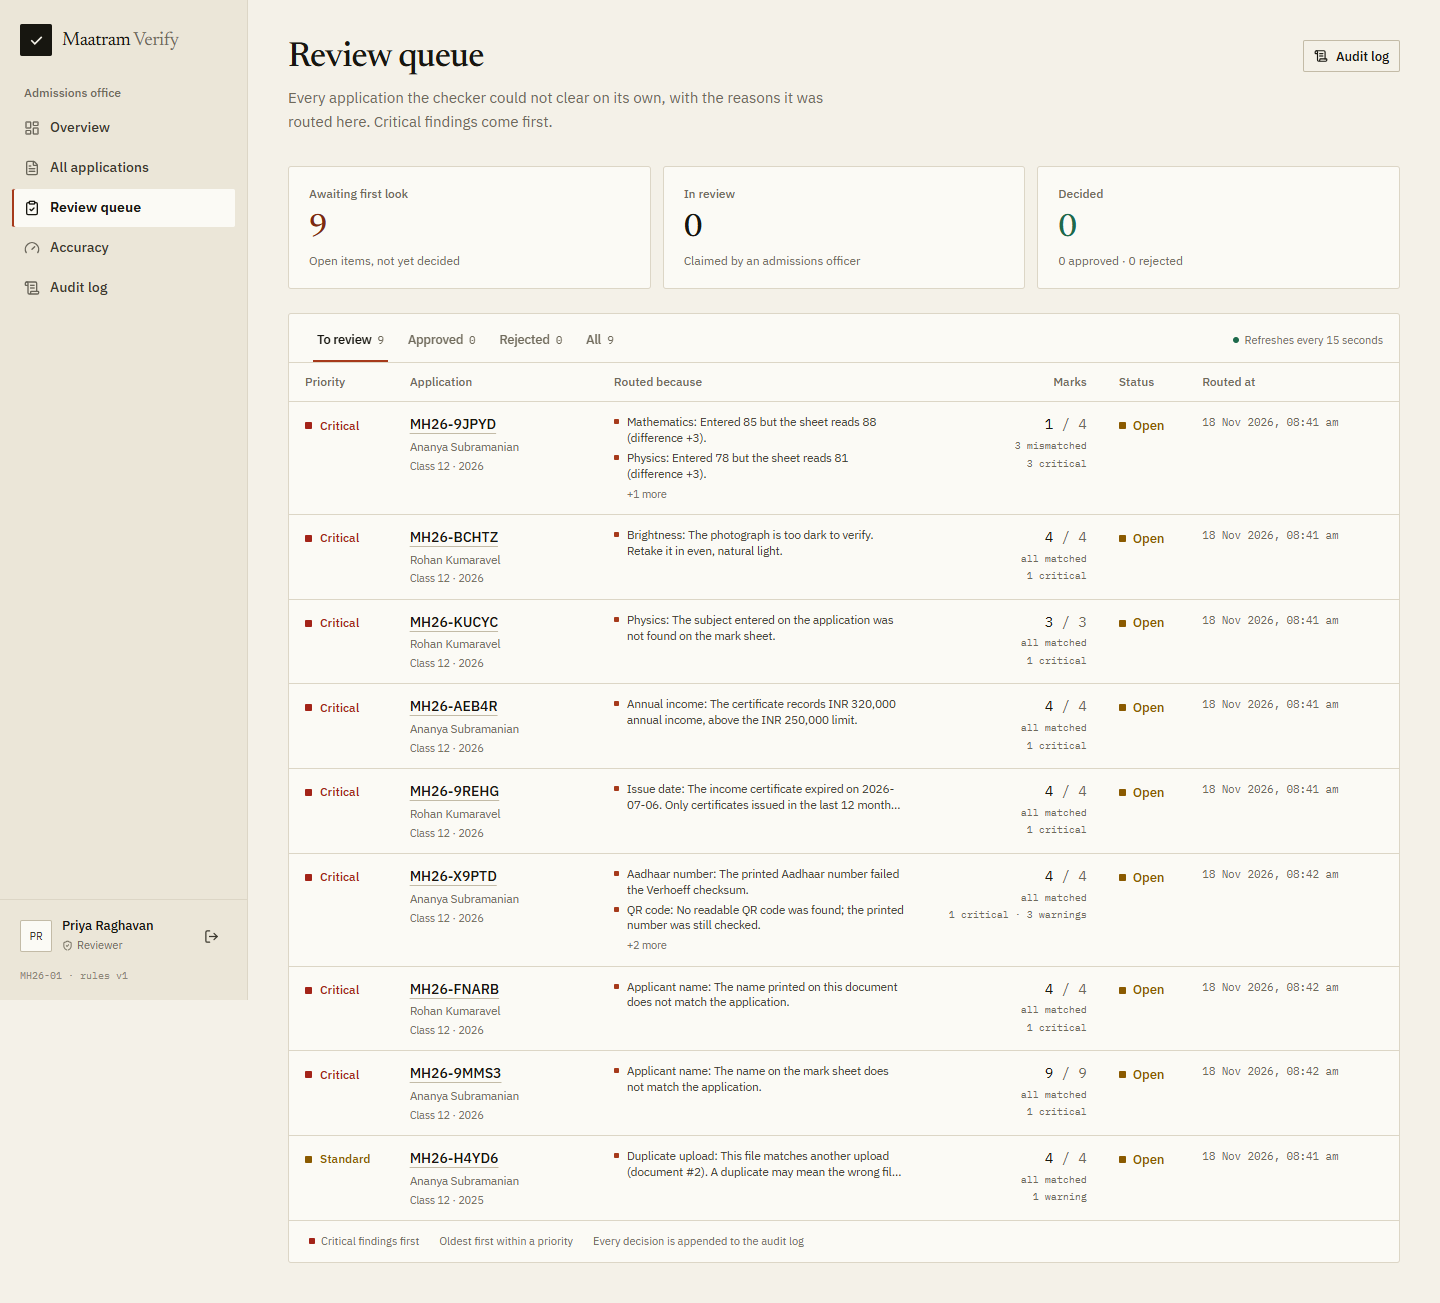 Maatram Verify
Admissions office
Overview
All applications
Review queue
Accuracy
Audit log
PR
Priya Raghavan
Reviewer
MH26-01 · rules v1
Review queue
Audit log
Every application the checker could not clear on its own, with the reasons it was
routed here. Critical findings come first.
Awaiting first look
9
Open items, not yet decided
In review
0
Claimed by an admissions officer
Decided
0
0 approved · 0 rejected
To review 9 Approved 0 Rejected 0 All 9
Refreshes every 15 seconds
Priority Application Routed because Marks Status Routed at
Critical
MH26-9JPYD
Ananya Subramanian
Class 12 · 2026
Mathematics: Entered 85 but the sheet reads 88
(difference +3).
Physics: Entered 78 but the sheet reads 81
(difference +3).
+1 more
1 / 4
3 mismatched
3 critical
Open
18 Nov 2026, 08:41 am
Critical
MH26-BCHTZ
Rohan Kumaravel
Class 12 · 2026
Brightness: The photograph is too dark to verify.
Retake it in even, natural light.
4 / 4
all matched
1 critical
Open
18 Nov 2026, 08:41 am
Critical
MH26-KUCYC
Rohan Kumaravel
Class 12 · 2026
Physics: The subject entered on the application was
not found on the mark sheet.
3 / 3
all matched
1 critical
Open
18 Nov 2026, 08:41 am
Critical
MH26-AEB4R
Ananya Subramanian
Class 12 · 2026
Annual income: The certificate records INR 320,000
annual income, above the INR 250,000 limit.
4 / 4
all matched
1 critical
Open
18 Nov 2026, 08:41 am
Critical
MH26-9REHG
Rohan Kumaravel
Class 12 · 2026
Issue date: The income certificate expired on 2026-
07-06. Only certificates issued in the last 12 month...
4 / 4
all matched
1 critical
Open
18 Nov 2026, 08:41 am
Critical
MH26-X9PTD
Ananya Subramanian
Class 12 · 2026
Aadhaar number: The printed Aadhaar number failed
the Verhoeff checksum.
QR code: No readable QR code was found; the printed
number was still checked.
+2 more
4 / 4
all matched
1 critical · 3 warnings
Open
18 Nov 2026, 08:42 am
Critical
MH26-FNARB
Rohan Kumaravel
Class 12 · 2026
Applicant name: The name printed on this document
does not match the application.
4 / 4
all matched
1 critical
Open
18 Nov 2026, 08:42 am
Critical
MH26-9MMS3
Ananya Subramanian
Class 12 · 2026
Applicant name: The name on the mark sheet does
not match the application.
9 / 9
all matched
1 critical
Open
18 Nov 2026, 08:42 am
Standard
MH26-H4YD6
Ananya Subramanian
Class 12 · 2025
Duplicate upload: This file matches another upload
(document #2). A duplicate may mean the wrong fil...
4 / 4
all matched
1 warning
Open
18 Nov 2026, 08:41 am
Critical findings first Oldest first within a priority Every decision is appended to the audit log